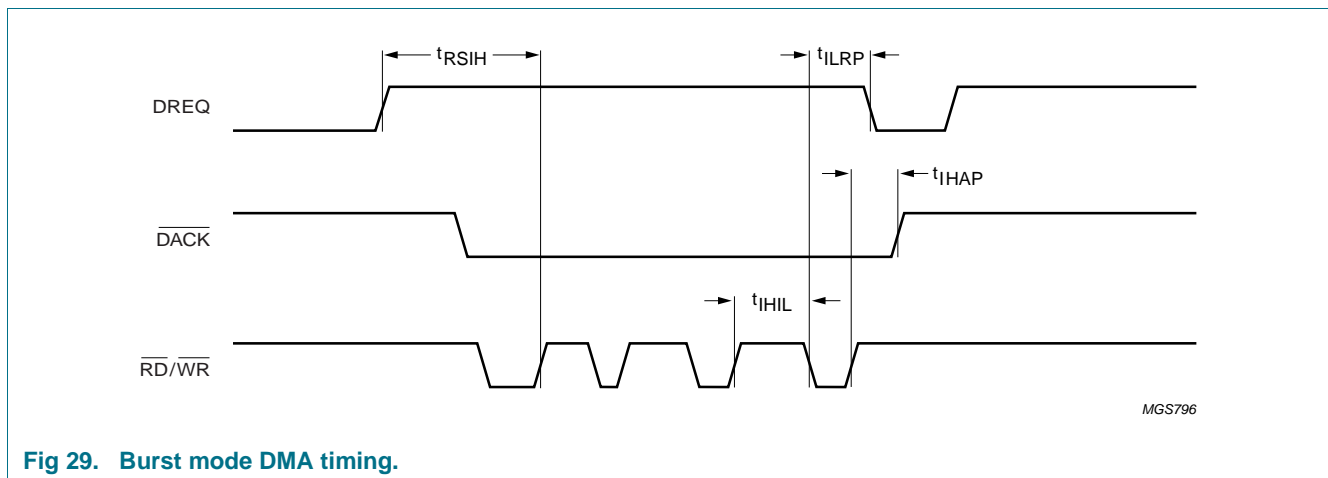 tRSIH
tILRP
DREQ
tIHAP
DACK
tIHIL
RD/WR
MGS796
Fig 29. Burst mode DMA timing.